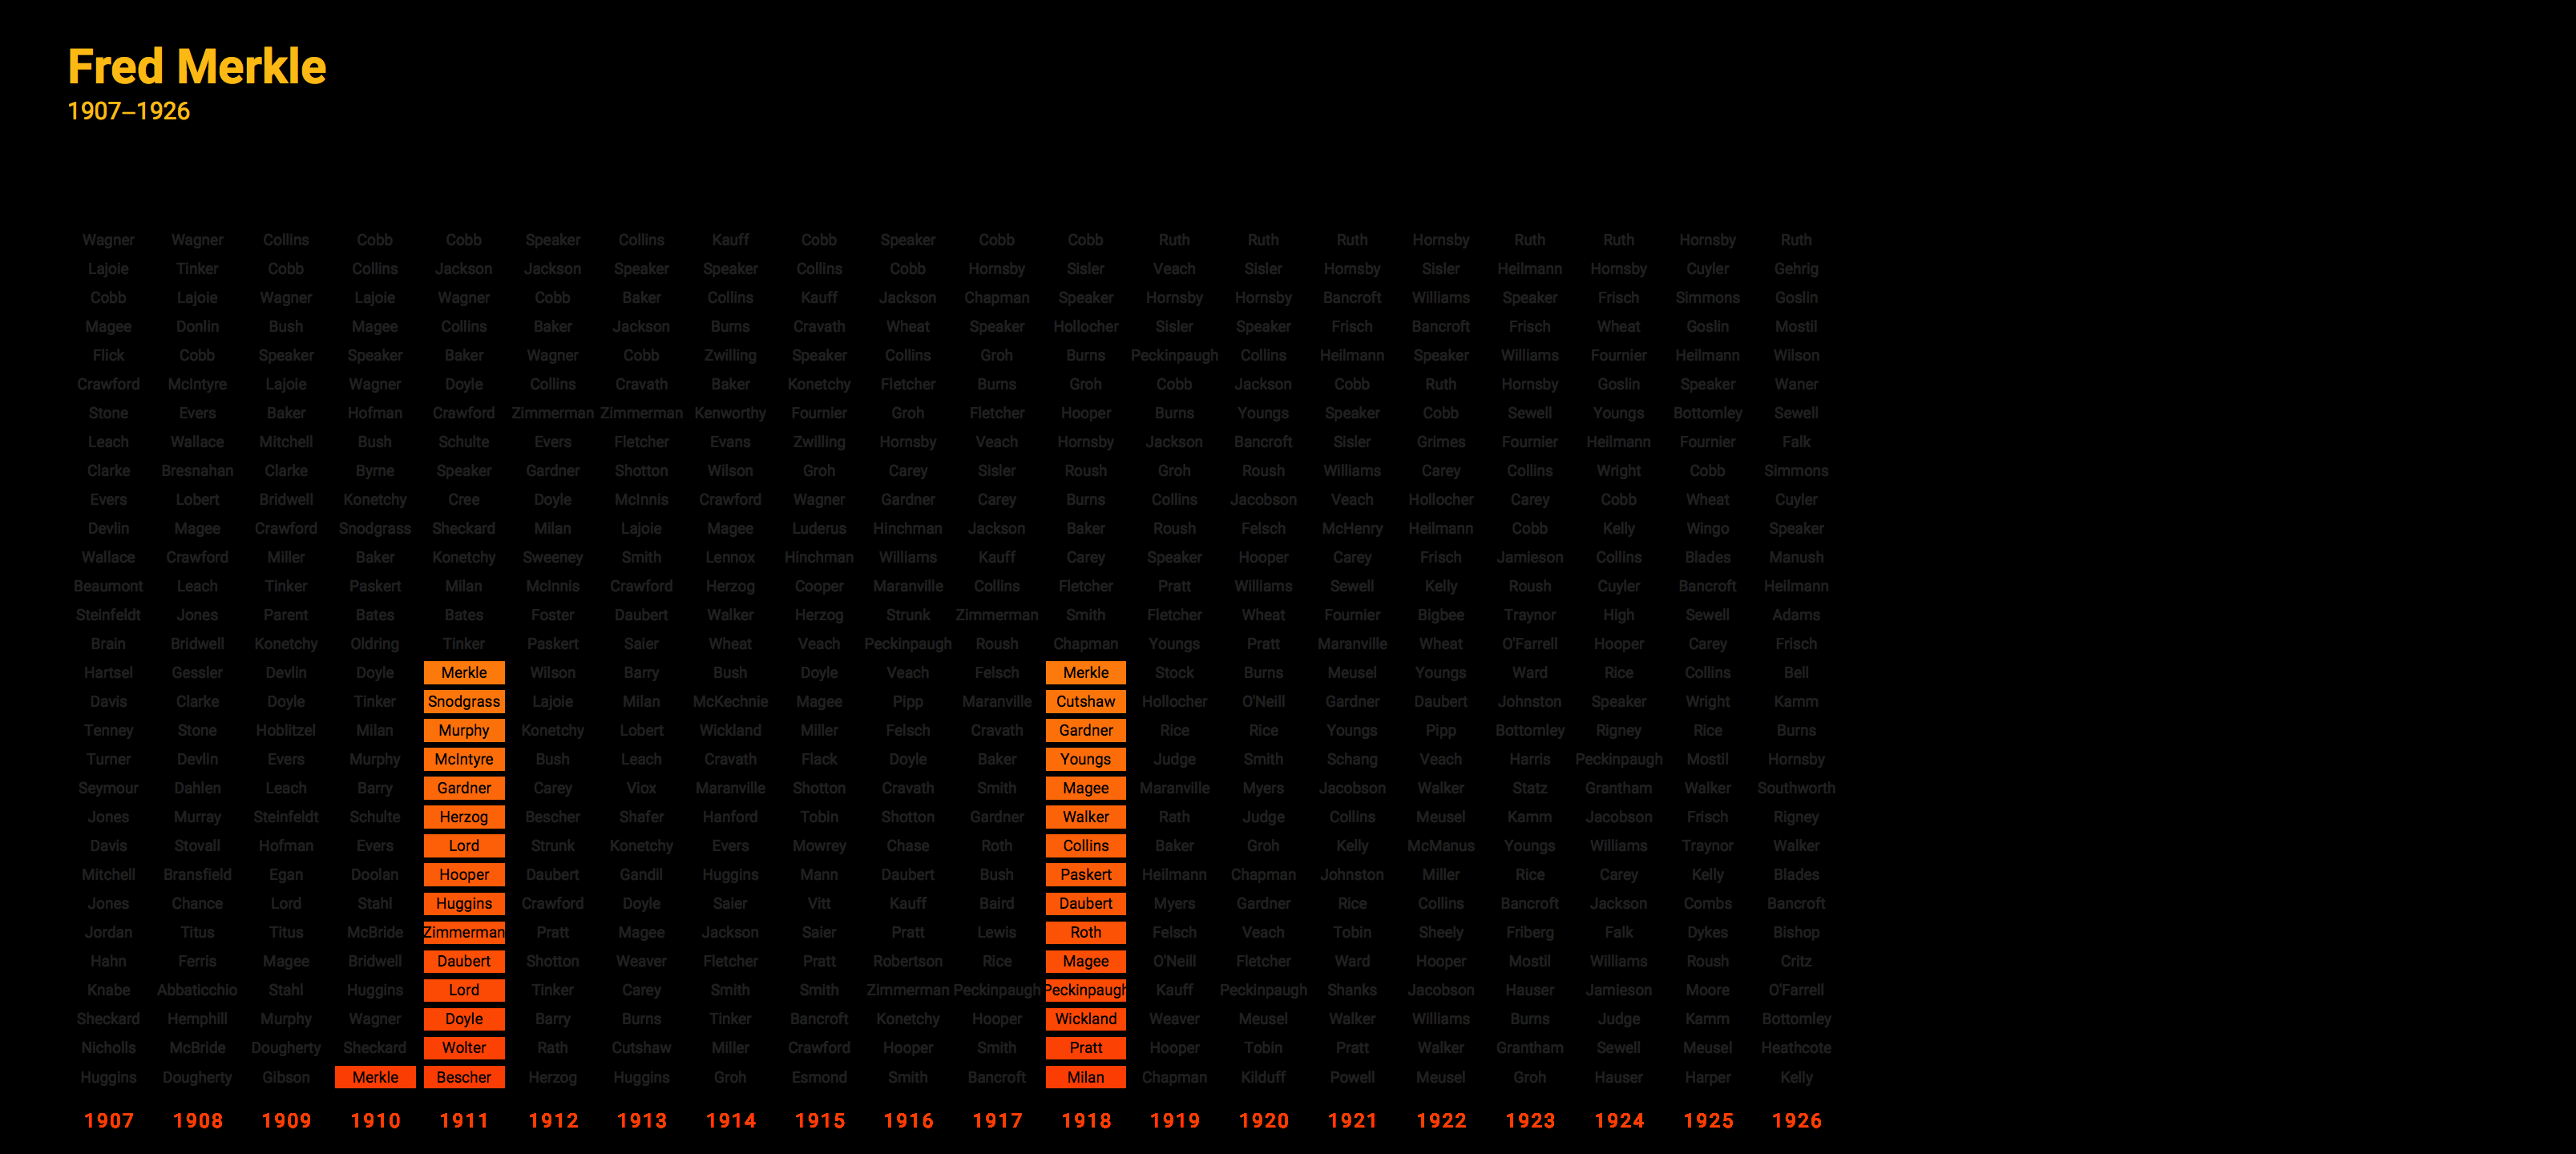 Fred Merkle
1907–1926
Wagner Wagner Collins Cobb Cobb Speaker Collins Kauff Cobb Speaker Cobb Cobb Ruth Ruth Ruth Hornsby Ruth Ruth Hornsby Ruth
Lajoie Tinker Cobb Collins Jackson Jackson Speaker Speaker Collins Cobb Hornsby Sisler Veach Sisler Hornsby Sisler Heilmann Hornsby Cuyler Gehrig
Cobb Lajoie Wagner Lajoie Wagner Cobb Baker Collins Kauff Jackson Chapman Speaker Hornsby Hornsby Bancroft Williams Speaker Frisch Simmons Goslin
Magee Donlin Bush Magee Collins Baker Jackson Burns Cravath Wheat Speaker Hollocher Sisler Speaker Frisch Bancroft Frisch Wheat Goslin Mostil
Flick Cobb Speaker Speaker Baker Wagner Cobb Zwilling Speaker Collins Groh Burns Peckinpaugh Collins Heilmann Speaker Williams Fournier Heilmann Wilson
Crawford McIntyre Lajoie Wagner Doyle Collins Cravath Baker Konetchy Fletcher Burns Groh Cobb Jackson Cobb Ruth Hornsby Goslin Speaker Waner
Stone Evers Baker Hofman Crawford Zimmerman Zimmerman Kenworthy Fournier Groh Fletcher Hooper Burns Youngs Speaker Cobb Sewell Youngs Bottomley Sewell
Leach Wallace Mitchell Bush Schulte Evers Fletcher Evans Zwilling Hornsby Veach Hornsby Jackson Bancroft Sisler Grimes Fournier Heilmann Fournier Falk
Clarke Bresnahan Clarke Byrne Speaker Gardner Shotton Wilson Groh Carey Sisler Roush Groh Roush Williams Carey Collins Wright Cobb Simmons
Evers Lobert Bridwell Konetchy Cree Doyle McInnis Crawford Wagner Gardner Carey Burns Collins Jacobson Veach Hollocher Carey Cobb Wheat Cuyler
Devlin Magee Crawford Snodgrass Sheckard Milan Lajoie Magee Luderus Hinchman Jackson Baker Roush Felsch McHenry Heilmann Cobb Kelly Wingo Speaker
Wallace Crawford Miller Baker Konetchy Sweeney Smith Lennox Hinchman Williams Kauff Carey Speaker Hooper Carey Frisch Jamieson Collins Blades Manush
Beaumont Leach Tinker Paskert Milan McInnis Crawford Herzog Cooper Maranville Collins Fletcher Pratt Williams Sewell Kelly Roush Cuyler Bancroft Heilmann
Steinfeldt Jones Parent Bates Bates Foster Daubert Walker Herzog Strunk Zimmerman Smith Fletcher Wheat Fournier Bigbee Traynor High Sewell Adams
Brain Bridwell Konetchy Oldring Tinker Paskert Saier Wheat Veach Peckinpaugh Roush Chapman Youngs Pratt Maranville Wheat O'Farrell Hooper Carey Frisch
Hartsel Gessler Devlin Doyle Merkle Wilson Barry Bush Doyle Veach Felsch Merkle Stock Burns Meusel Youngs Ward Rice Collins Bell
Davis Clarke Doyle Tinker Snodgrass Lajoie Milan McKechnie Magee Pipp Maranville Cutshaw Hollocher O'Neill Gardner Daubert Johnston Speaker Wright Kamm
Tenney Stone Hoblitzel Milan Murphy Konetchy Lobert Wickland Miller Felsch Cravath Gardner Rice Rice Youngs Pipp Bottomley Rigney Rice Burns
Turner Devlin Evers Murphy McIntyre Bush Leach Cravath Flack Doyle Baker Youngs Judge Smith Schang Veach Harris Peckinpaugh Mostil Hornsby
Seymour Dahlen Leach Barry Gardner Carey Viox Maranville Shotton Cravath Smith Magee Maranville Myers Jacobson Walker Statz Grantham Walker Southworth
Jones Murray Steinfeldt Schulte Herzog Bescher Shafer Hanford Tobin Shotton Gardner Walker Rath Judge Collins Meusel Kamm Jacobson Frisch Rigney
Davis Stovall Hofman Evers Lord Strunk Konetchy Evers Mowrey Chase Roth Collins Baker Groh Kelly McManus Youngs Williams Traynor Walker
Mitchell Bransfield Egan Doolan Hooper Daubert Gandil Huggins Mann Daubert Bush Paskert Heilmann Chapman Johnston Miller Rice Carey Kelly Blades
Jones Chance Lord Stahl Huggins Crawford Doyle Saier Vitt Kauff Baird Daubert Myers Gardner Rice Collins Bancroft Jackson Combs Bancroft
Jordan Titus Titus McBride Zimmerman Pratt Magee Jackson Saier Pratt Lewis Roth Felsch Veach Tobin Sheely Friberg Falk Dykes Bishop
Hahn Ferris Magee Bridwell Daubert Shotton Weaver Fletcher Pratt Robertson Rice Magee O'Neill Fletcher Ward Hooper Mostil Williams Roush Critz
Knabe Abbaticchio Stahl Huggins Lord Tinker Carey Smith Smith Zimmerman Peckinpaugh Peckinpaugh Kauff Peckinpaugh Shanks Jacobson Hauser Jamieson Moore O'Farrell
Sheckard Hemphill Murphy Wagner Doyle Barry Burns Tinker Bancroft Konetchy Hooper Wickland Weaver Meusel Walker Williams Burns Judge Kamm Bottomley
Nicholls McBride Dougherty Sheckard Wolter Rath Cutshaw Miller Crawford Hooper Smith Pratt Hooper Tobin Pratt Walker Grantham Sewell Meusel Heathcote
Huggins Dougherty Gibson Merkle Bescher Herzog Huggins Groh Esmond Smith Bancroft Milan Chapman Kilduff Powell Meusel Groh Hauser Harper Kelly
1907 1908 1909 1910 1911 1912 1913 1914 1915 1916 1917 1918 1919 1920 1921 1922 1923 1924 1925 1926